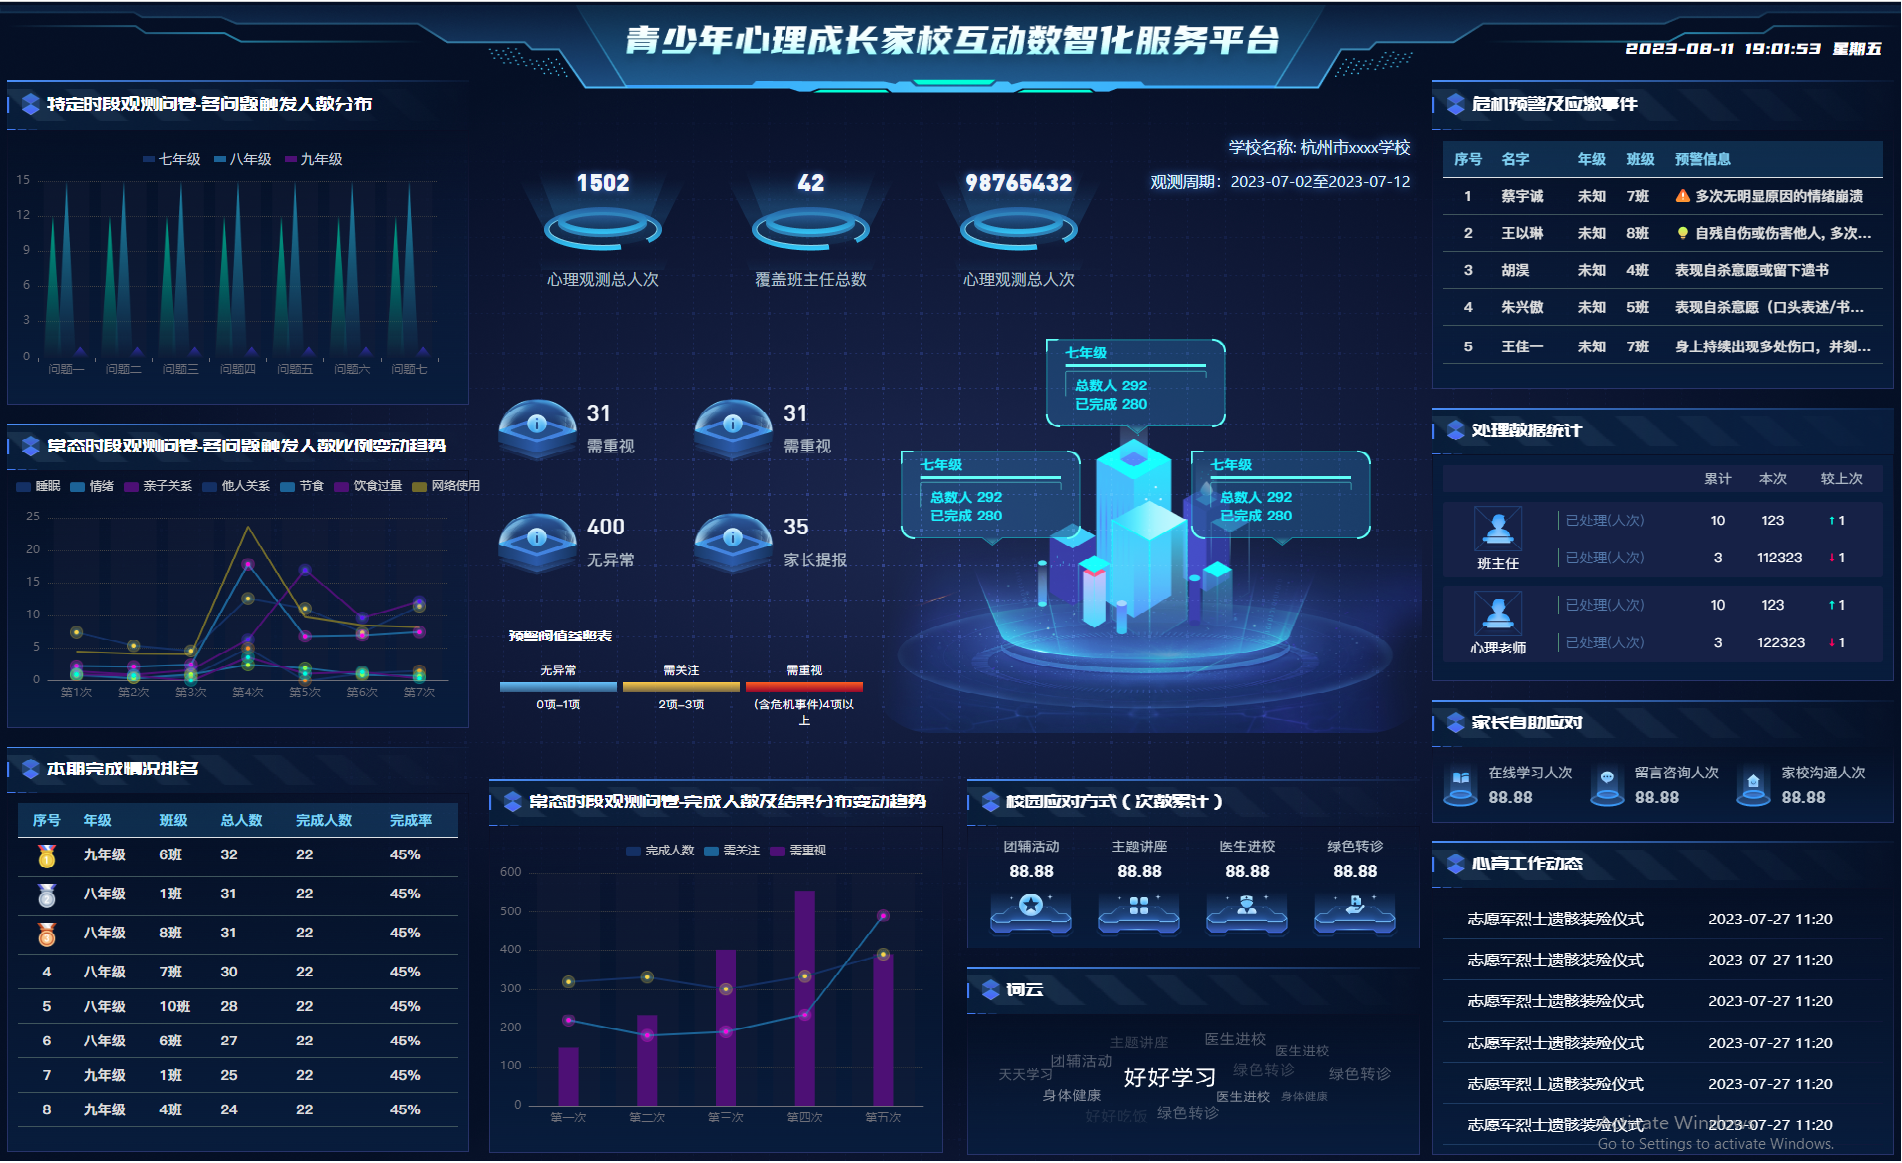 青少年心理成长家校互动数智化服务平台
2023-08-11 19:01:53 星期五
特定时段观测问卷-各问题触发人数分布
七年级 八年级 九年级
15
12
9
6
3
0
问题一 问题二 问题三 问题四 问题五 问题六 问题七
常态时段观测问卷-各问题触发人数比例变动趋势
睡眠 情绪 亲子关系 他人关系 节食 饮食过量 网络使用
25
20
15
10
5
0
第1次 第2次 第3次 第4次 第5次 第6次 第7次
本期完成情况排名
序号 年级 班级 总人数 完成人数 完成率
1 九年级 6班 32 22 45%
2 八年级 1班 31 22 45%
3 八年级 8班 31 22 45%
4 八年级 7班 30 22 45%
5 八年级 10班 28 22 45%
6 八年级 6班 27 22 45%
7 九年级 1班 25 22 45%
8 九年级 4班 24 22 45%
学校名称: 杭州市xxxx学校
观测周期：2023-07-02至2023-07-12
1502 42 98765432
心理观测总人次 覆盖班主任总数 心理观测总人次
31 需重视
31 需重视
400 无异常
35 家长提报
七年级
总数人 292
已完成 280
七年级
总数人 292
已完成 280
七年级
总数人 292
已完成 280
预警阈值参照表
无异常 需关注 需重视
0项-1项 2项-3项 (含危机事件)4项以
上
常态时段观测问卷-完成人数及结果分布变动趋势
完成人数 需关注 需重视
600
500
400
300
200
100
0
第一次 第二次 第三次 第四次 第五次
校园应对方式（次数累计）
团辅活动 主题讲座 医生进校 绿色转诊
88.88 88.88 88.88 88.88
词云
主题讲座 医生进校
医生进校
团辅活动
绿色转诊
天天学习 好好学习 绿色转诊
身体健康 医生进校 身体健康
好好吃饭 绿色转诊
危机预警及应激事件
序号 名字 年级 班级 预警信息
1 蔡宇诚 未知 7班 多次无明显原因的情绪崩溃
2 王以琳 未知 8班 自残自伤或伤害他人, 多次...
3 胡淏 未知 4班 表现自杀意愿或留下遗书
4 朱兴傲 未知 5班 表现自杀意愿（口头表述/书...
5 王佳一 未知 7班 身上持续出现多处伤口，并刻...
处理数据统计
累计 本次 较上次
班主任
已处理(人次) 10 123 ↑1
已处理(人次) 3 112323 ↓1
心理老师
已处理(人次) 10 123 ↑1
已处理(人次) 3 122323 ↓1
家长自助应对
在线学习人次 留言咨询人次 家校沟通人次
88.88 88.88 88.88
心育工作动态
志愿军烈士遗骸装殓仪式 2023-07-27 11:20
志愿军烈士遗骸装殓仪式 2023-07-27 11:20
志愿军烈士遗骸装殓仪式 2023-07-27 11:20
志愿军烈士遗骸装殓仪式 2023-07-27 11:20
志愿军烈士遗骸装殓仪式 2023-07-27 11:20
志愿军烈士遗骸装殓仪式 2023-07-27 11:20
Activate Windows
Go to Settings to activate Windows.